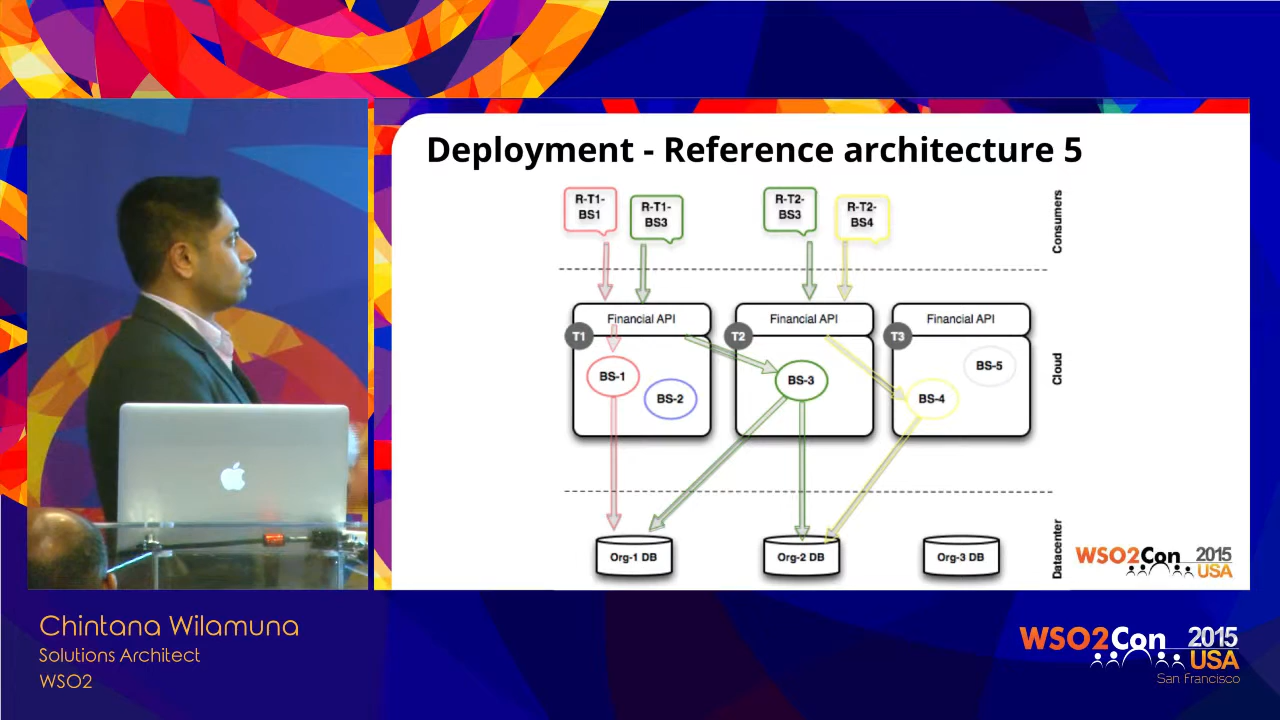 Deployment - Reference architecture 5
R-T1-
BS1
R-T1-
BS3
R-T2-
BS3
R-T2-
BS4
Consumers
Financial API
Financial API
Financial API
T1
T2
T3
BS-1
BS-2
BS-3
BS-4
BS-5
Cloud
Org-1 DB
Org-2 DB
Org-3 DB
Datacenter
WSO2Con 2015
USA
Chintana Wilamuna
Solutions Architect
WSO2
WSO2Con 2015
USA
San Francisco